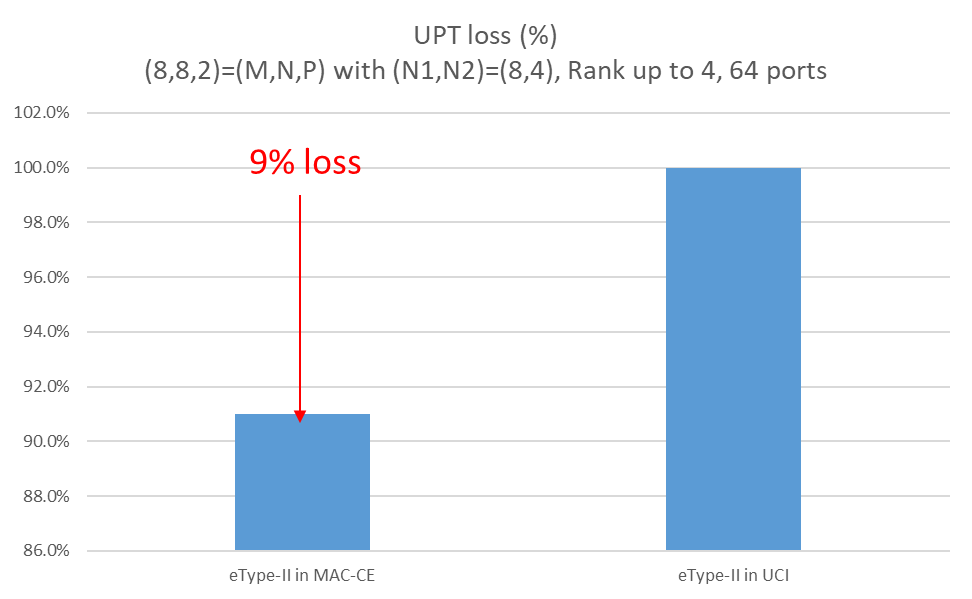 UPT loss (%)
(8,8,2)=(M,N,P) with (N1,N2)=(8,4), Rank up to 4, 64 ports
102.0%
100.0%
98.0%
96.0%
94.0%
92.0%
90.0%
88.0%
86.0%
9% loss
eType-II in MAC-CE
eType-II in UCI